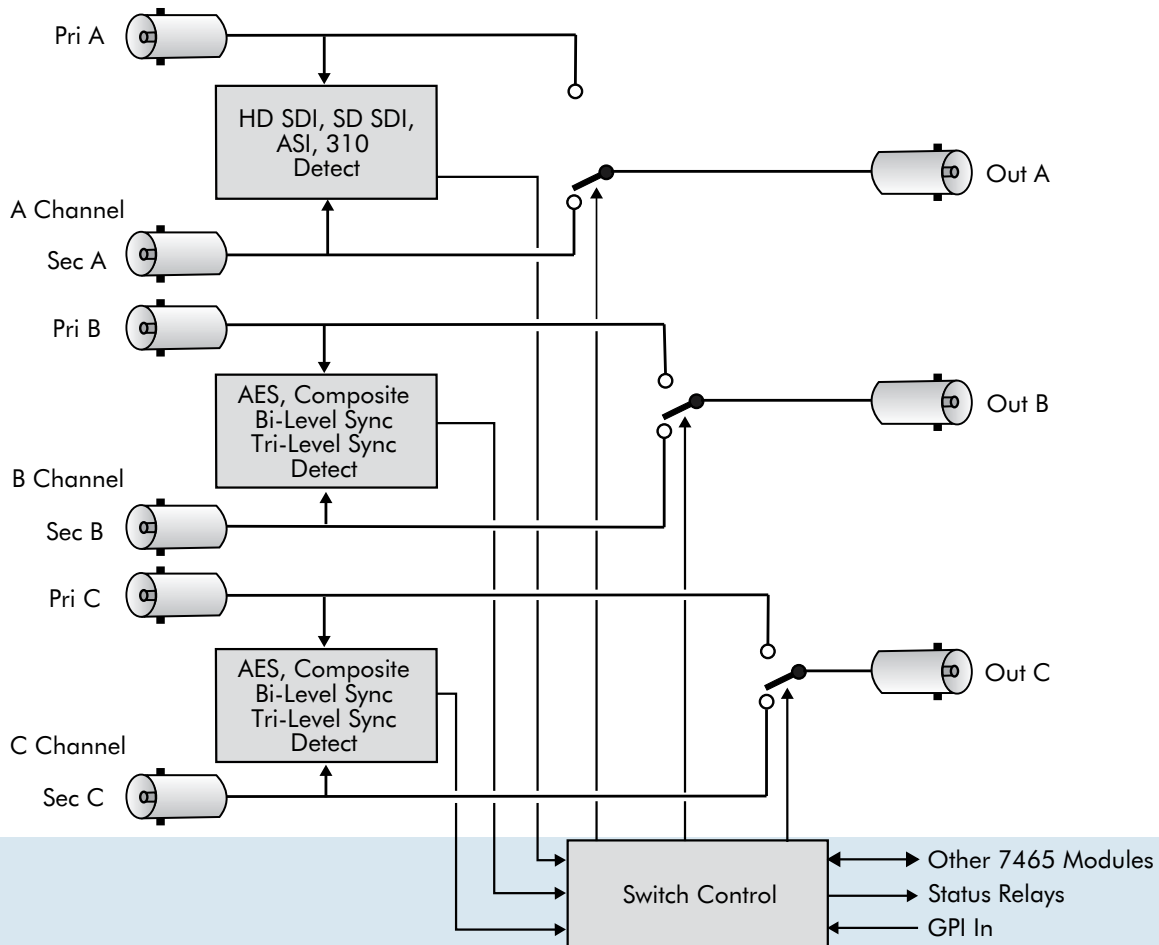 Pri A
HD SDI, SD SDI,
ASI, 310
Detect
Out A
A Channel
Sec A
Pri B
AES, Composite
Bi-Level Sync
Tri-Level Sync
Detect
Out B
B Channel
Sec B
Pri C
AES, Composite
Bi-Level Sync
Tri-Level Sync
Detect
Out C
C Channel
Sec C
Switch Control
Other 7465 Modules
Status Relays
GPI In